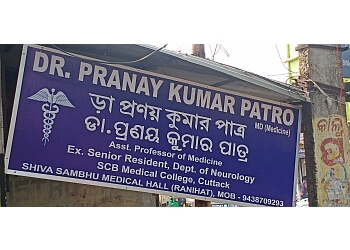 DR. PRANAY KUMAR PATRO
MD (Medicine)
ডা প্রণয় কুমার পাত্র
ଡା.ପ୍ରଣୟ କୁମାର ପାତ୍ର
Asst. Professor of Medicine
Ex. Senior Resident, Dept. of Neurology
SCB Medical College, Cuttack
SHIVA SAMBHU MEDICAL HALL (RANIHAT), MOB - 9438709293